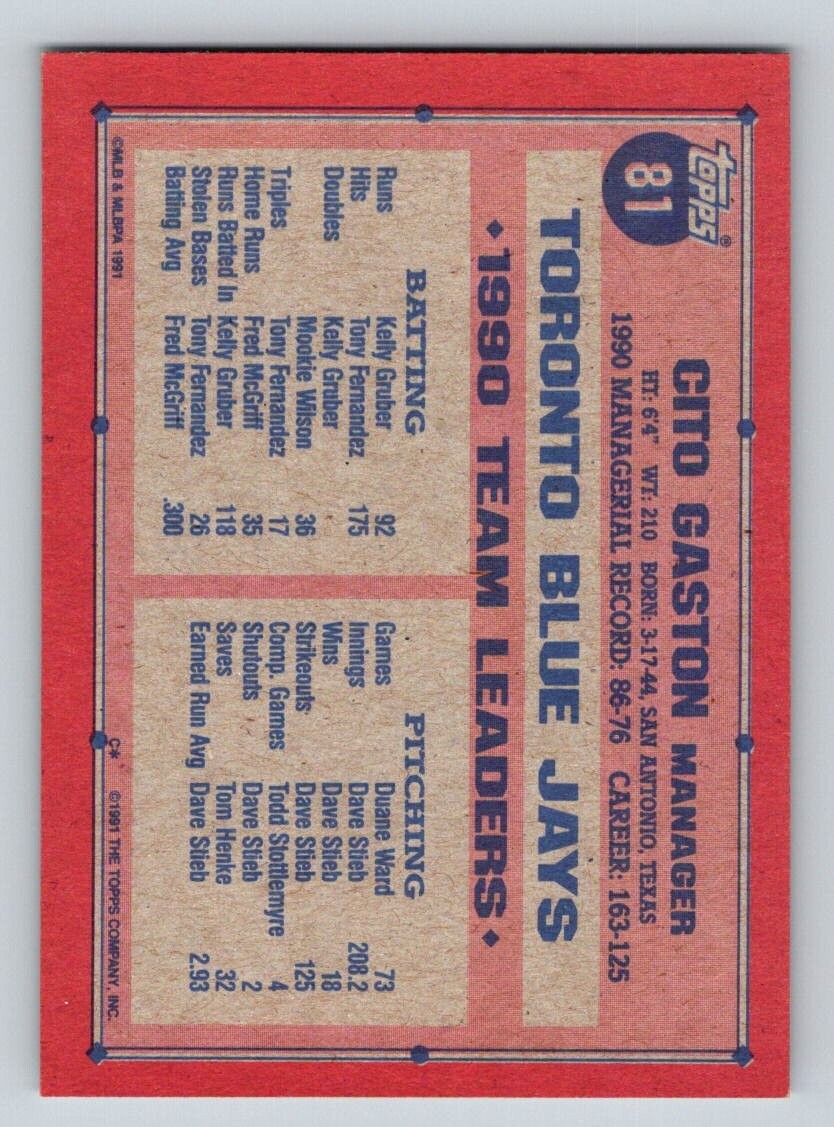 TOPPS®
81
CITO GASTON MANAGER
HT: 6'4" WT: 210 BORN: 3-17-44, SAN ANTONIO, TEXAS
1990 MANAGERIAL RECORD: 86-76 CAREER: 163-125
TORONTO BLUE JAYS
♦1990 TEAM LEADERS♦
BATTING
Runs Kelly Gruber 92
Hits Tony Fernandez 175
Doubles Kelly Gruber
Mookie Wilson 36
Triples Tony Fernandez 17
Home Runs Fred McGriff 35
Runs Batted In Kelly Gruber 118
Stolen Bases Tony Fernandez 26
Batting Avg Fred McGriff .300
PITCHING
Games Duane Ward 73
Innings Dave Stieb 208.2
Wins Dave Stieb 18
Strikeouts Dave Stieb 125
Comp. Games Todd Stottlemyre 4
Shutouts Dave Stieb 2
Saves Tom Henke 32
Earned Run Avg Dave Stieb 2.93
©MLB & MLBPA 1991
C* ©1991 THE TOPPS COMPANY, INC.